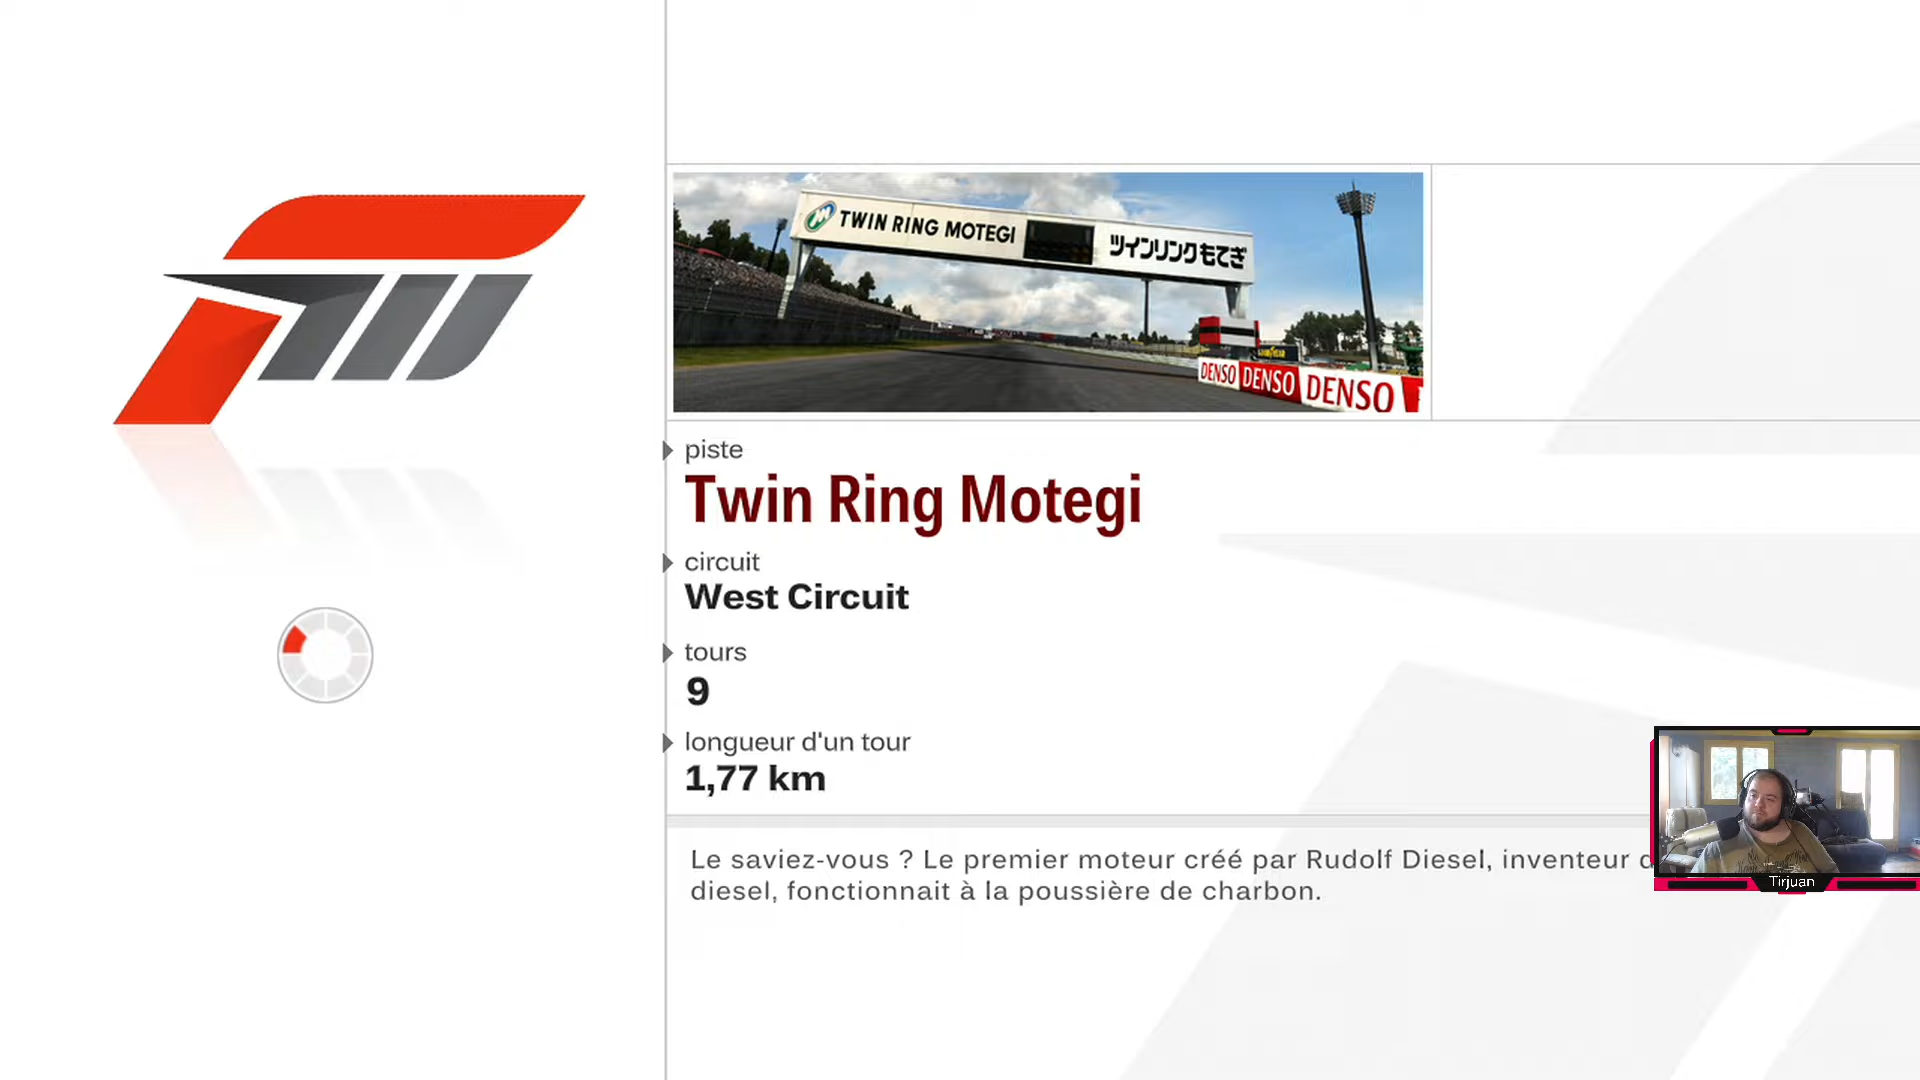 TWIN RING MOTEGI ツインリンクもてぎ
DENSO DENSO DENSO
piste
Twin Ring Motegi
circuit
West Circuit
tours
9
longueur d'un tour
1,77 km
Le saviez-vous ? Le premier moteur créé par Rudolf Diesel, inventeur
diesel, fonctionnait à la poussière de charbon.
Tirjuan